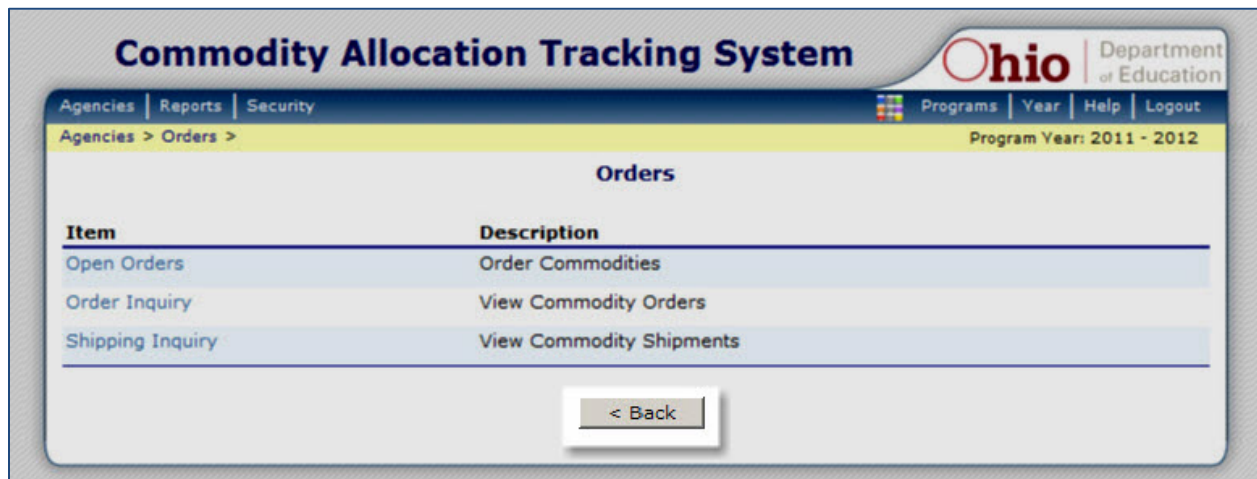 Commodity Allocation Tracking System
Ohio Department of Education
Agencies | Reports | Security Programs | Year | Help | Logout
Agencies > Orders > Program Year: 2011 - 2012
Orders
Item Description
Open Orders Order Commodities
Order Inquiry View Commodity Orders
Shipping Inquiry View Commodity Shipments
< Back